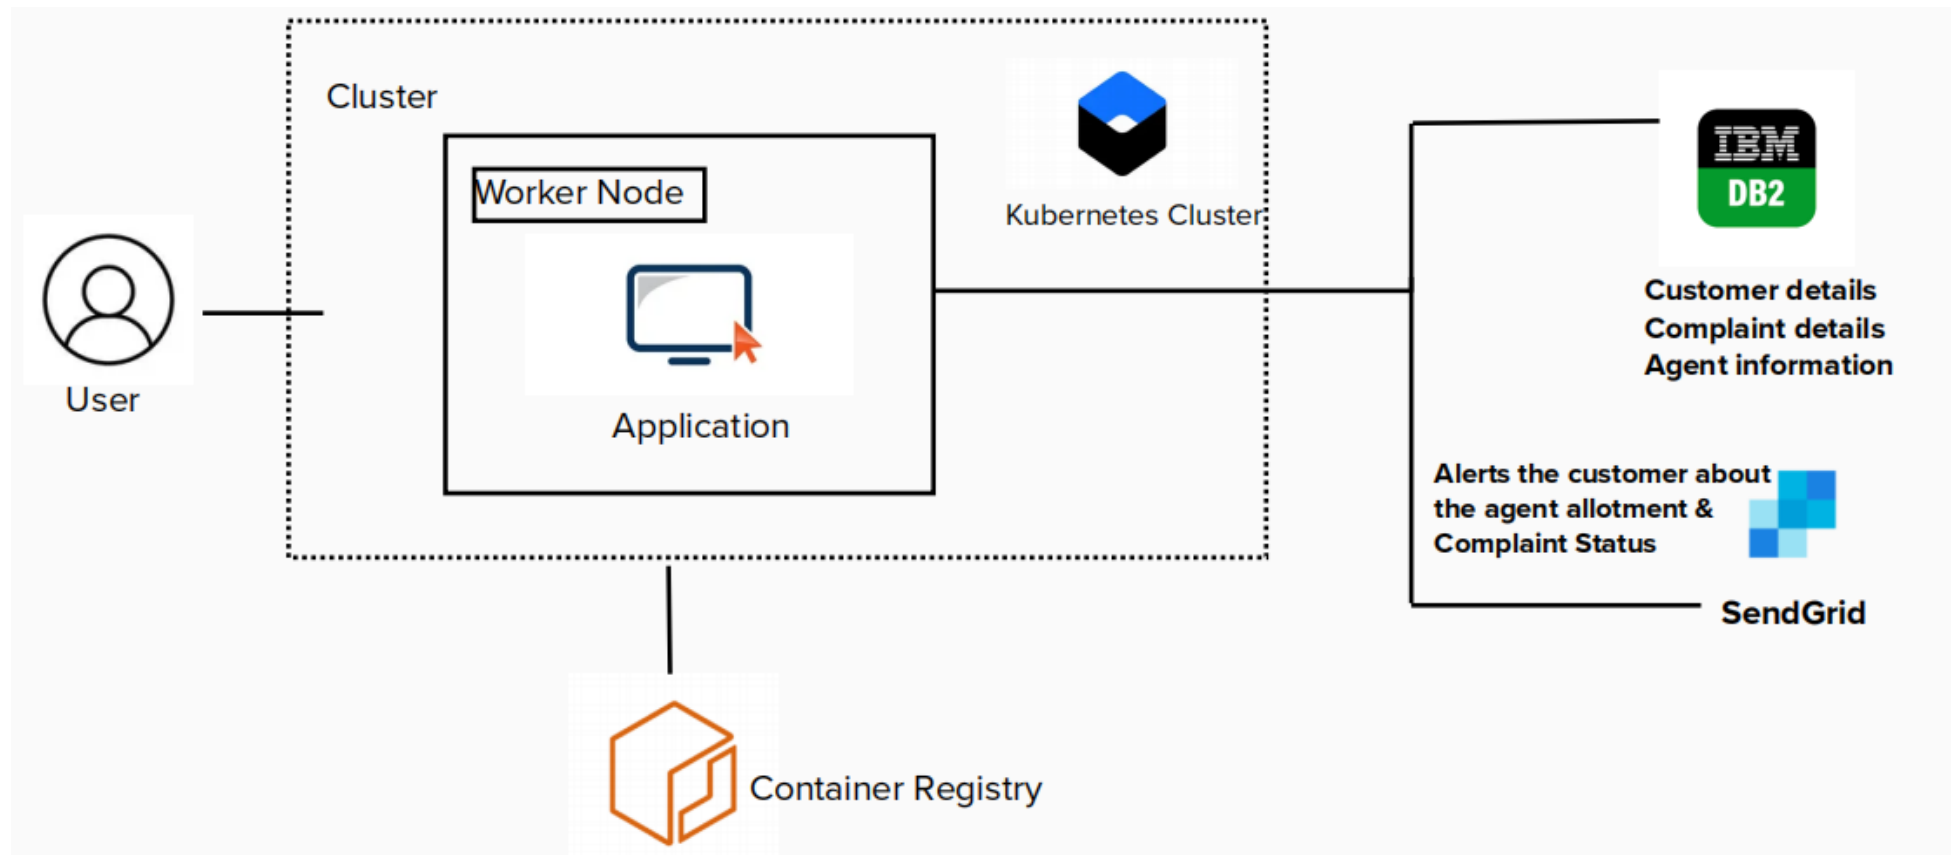 Cluster
Worker Node
Kubernetes Cluster
Application
User
Container Registry
IBM
DB2
Customer details
Complaint details
Agent information
Alerts the customer about
the agent allotment &
Complaint Status
SendGrid